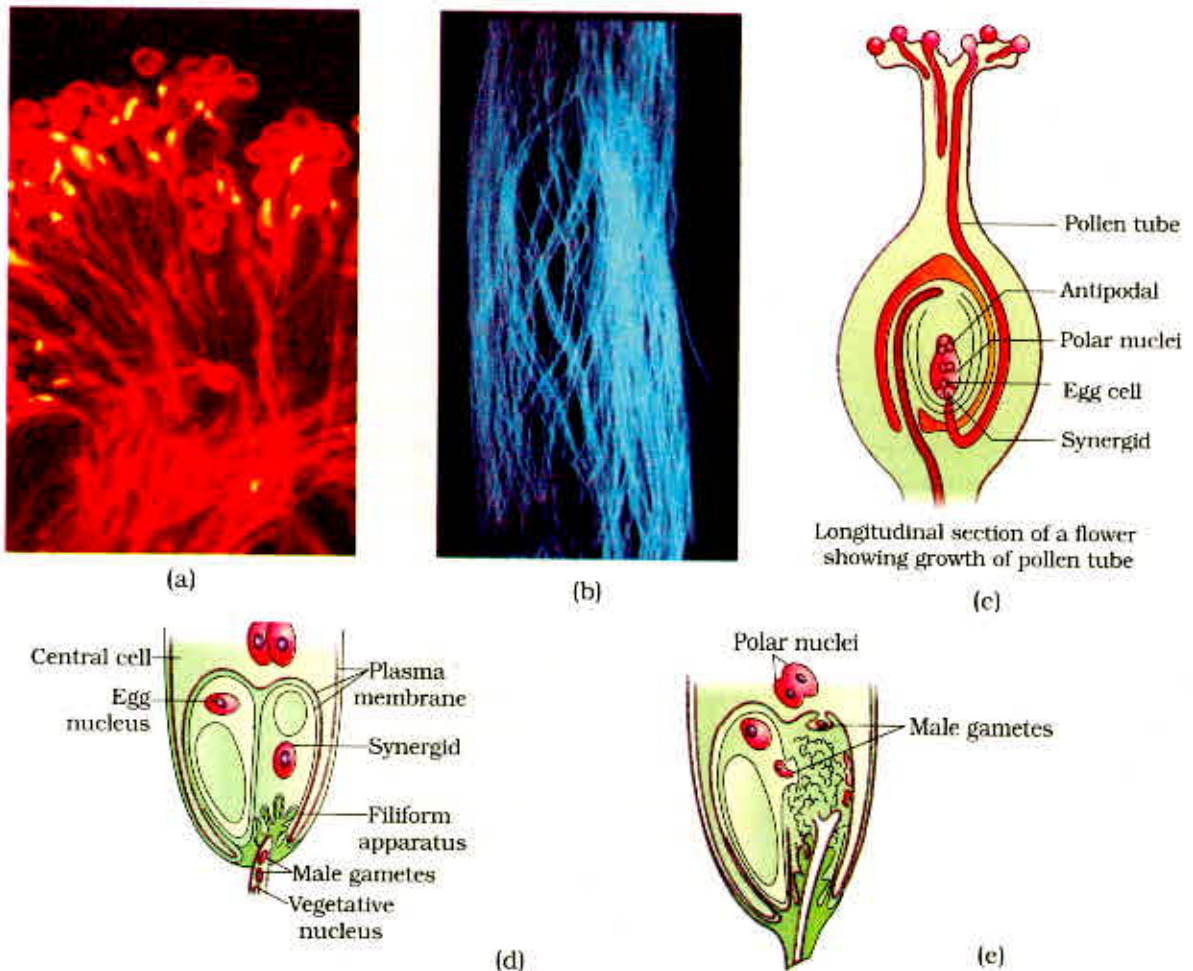 Pollen tube
Antipodal
Polar nuclei
Egg cell
Synergid
Longitudinal section of a flower
showing growth of pollen tube
(a)
(b)
(c)
Central cell
Egg
nucleus
Plasma
membrane
Synergid
Filiform
apparatus
Male gametes
Vegetative
nucleus
(d)
Polar nuclei
Male gametes
(e)